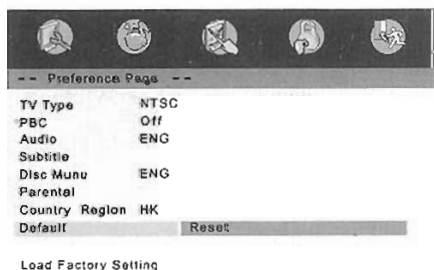 -- Preference Page --
TV Type NTSC
PBC Off
Audio ENG
Subtitle
Disc Munu ENG
Parental
Country Region HK
Default Reset
Load Factory Setting